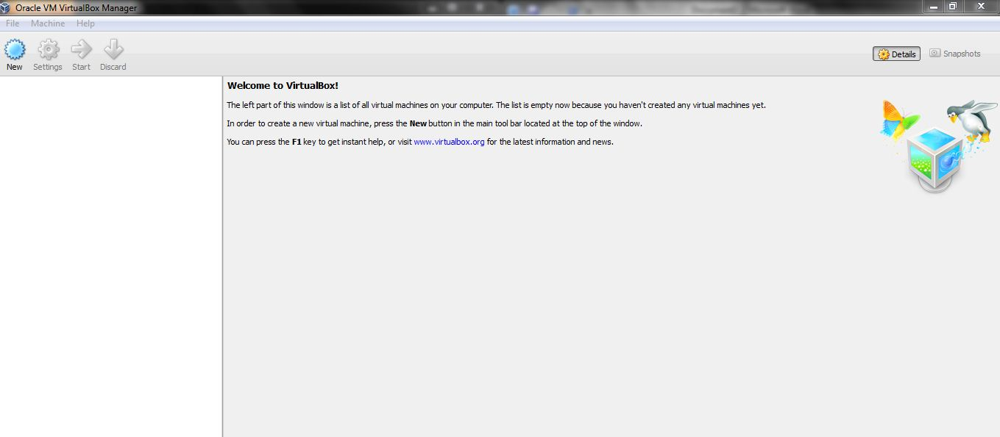 Oracle VM VirtualBox Manager
File Machine Help
New Settings Start Discard
Details Snapshots
Welcome to VirtualBox!
The left part of this window is a list of all virtual machines on your computer. The list is empty now because you haven't created any virtual machines yet.
In order to create a new virtual machine, press the New button in the main tool bar located at the top of the window.
You can press the F1 key to get instant help, or visit www.virtualbox.org for the latest information and news.